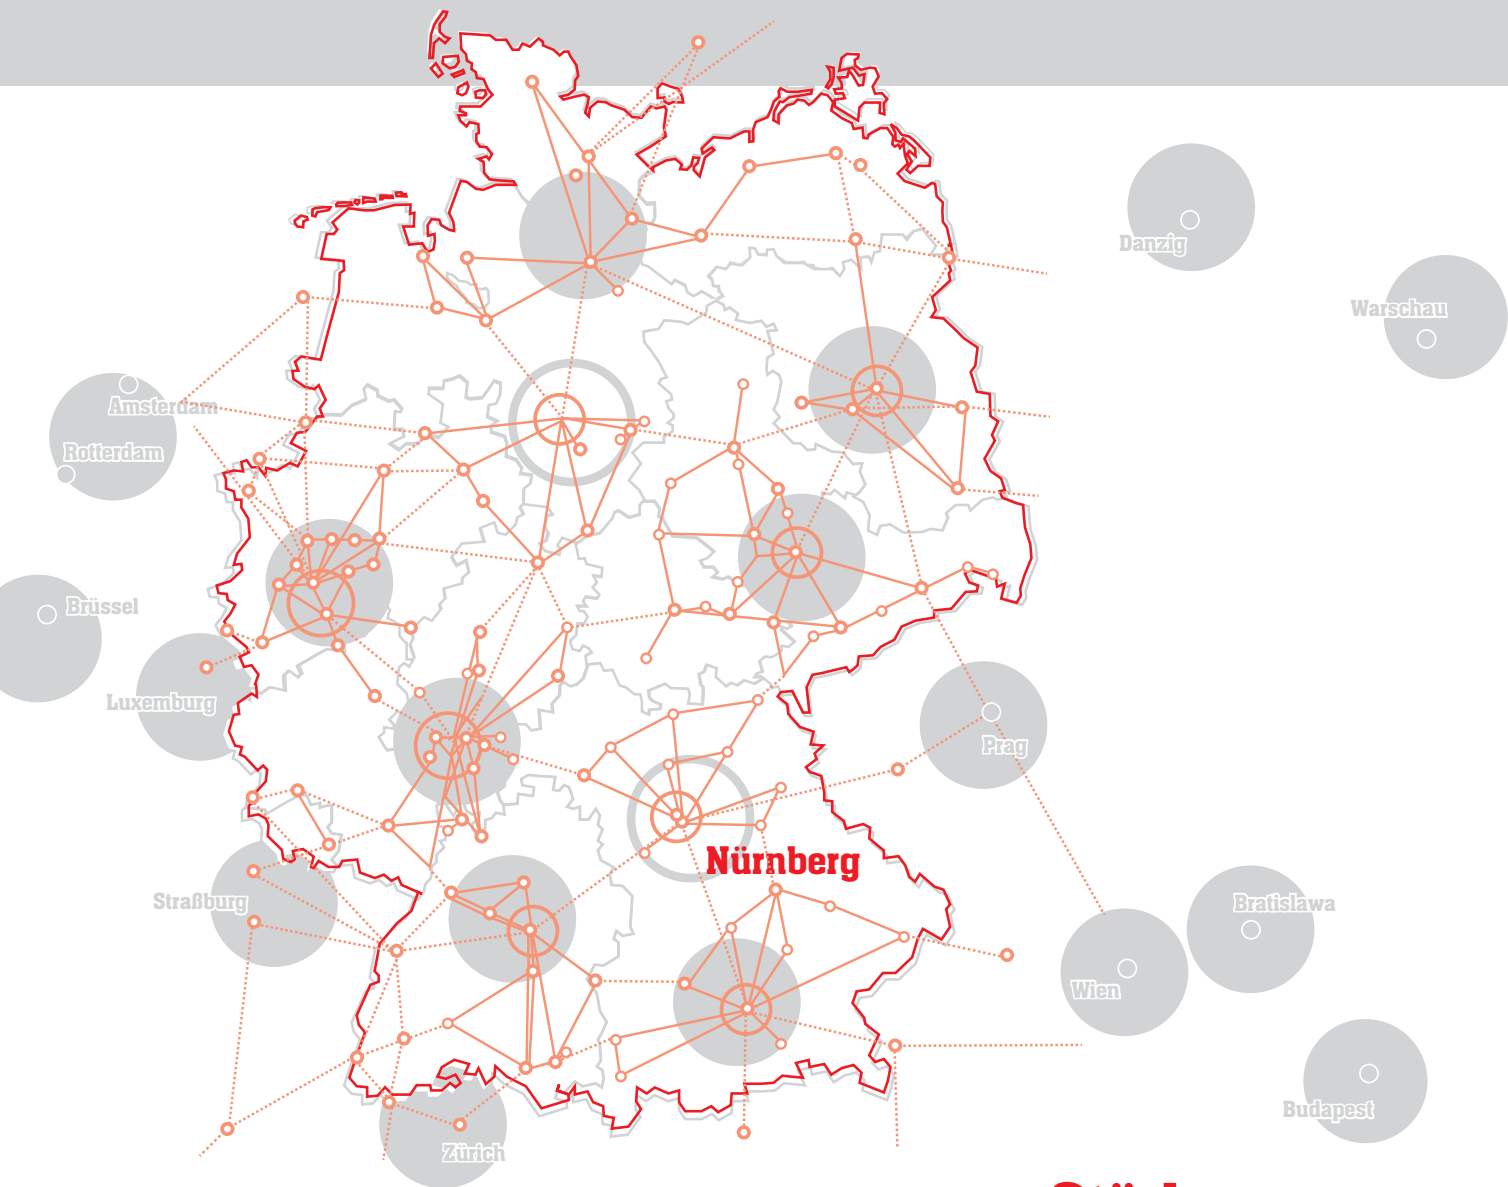 Danzig
Warschau
Amsterdam
Rotterdam
Brüssel
Luxemburg
Prag
Nürnberg
Straßburg
Bratislawa
Wien
Budapest
Zürich